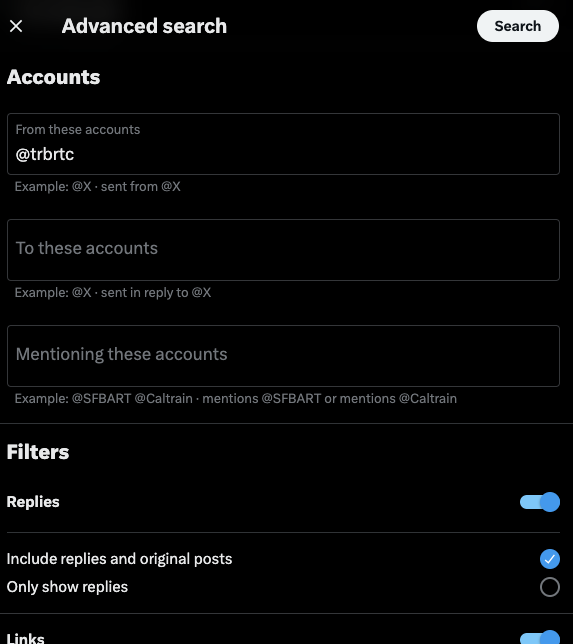 Advanced search
Search
Accounts
From these accounts
@trbrtc
Example: @X · sent from @X
To these accounts
Example: @X · sent in reply to @X
Mentioning these accounts
Example: @SFBART @Caltrain · mentions @SFBART or mentions @Caltrain
Filters
Replies
Include replies and original posts
Only show replies
Links